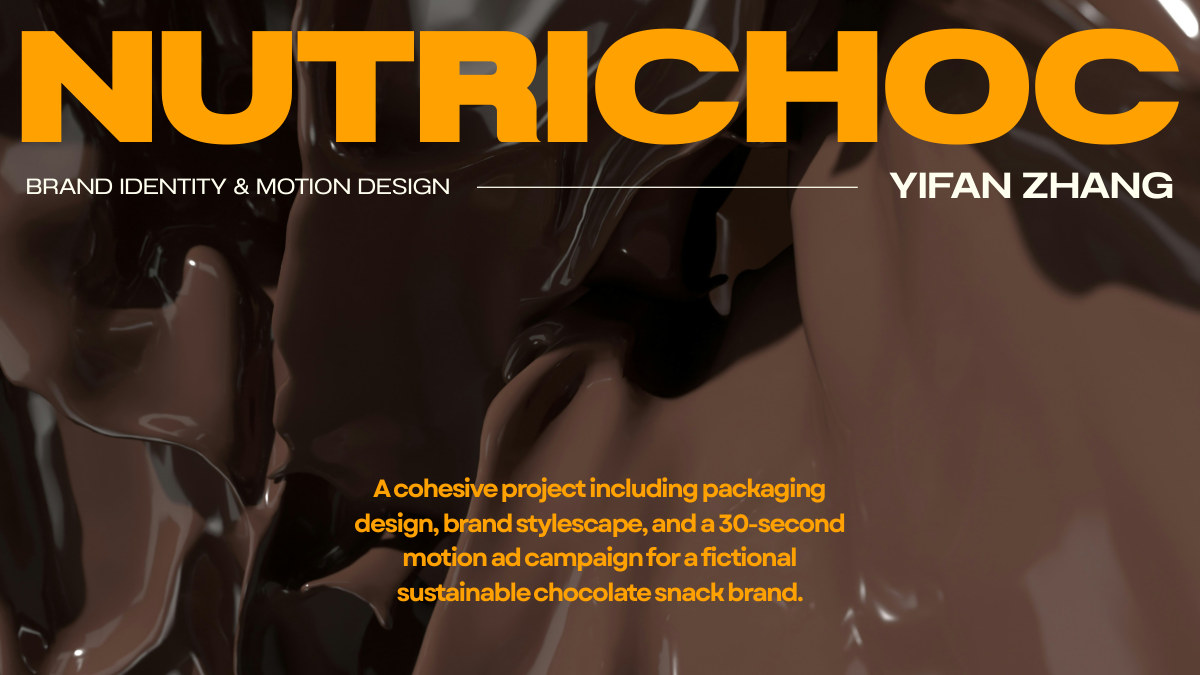 NUTRICHOC
BRAND IDENTITY & MOTION DESIGN
YIFAN ZHANG
A cohesive project including packaging
design, brand stylescape, and a 30-second
motion ad campaign for a fictional
sustainable chocolate snack brand.